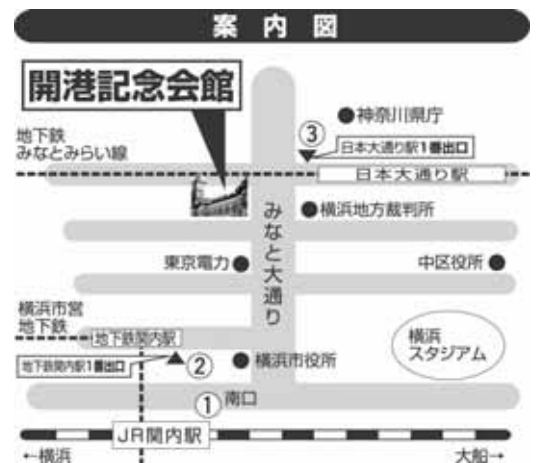 案内図
開港記念会館
神奈川県庁
③
日本大通り駅1番出口
地下鉄
みなとみらい線
日本大通り駅
みなと大通り
横浜地方裁判所
東京電力
中区役所
横浜市営
地下鉄
地下鉄関内駅
地下鉄関内駅1番出口
②
横浜市役所
横浜
スタジアム
①
南口
JR関内駅
←横浜
大船→